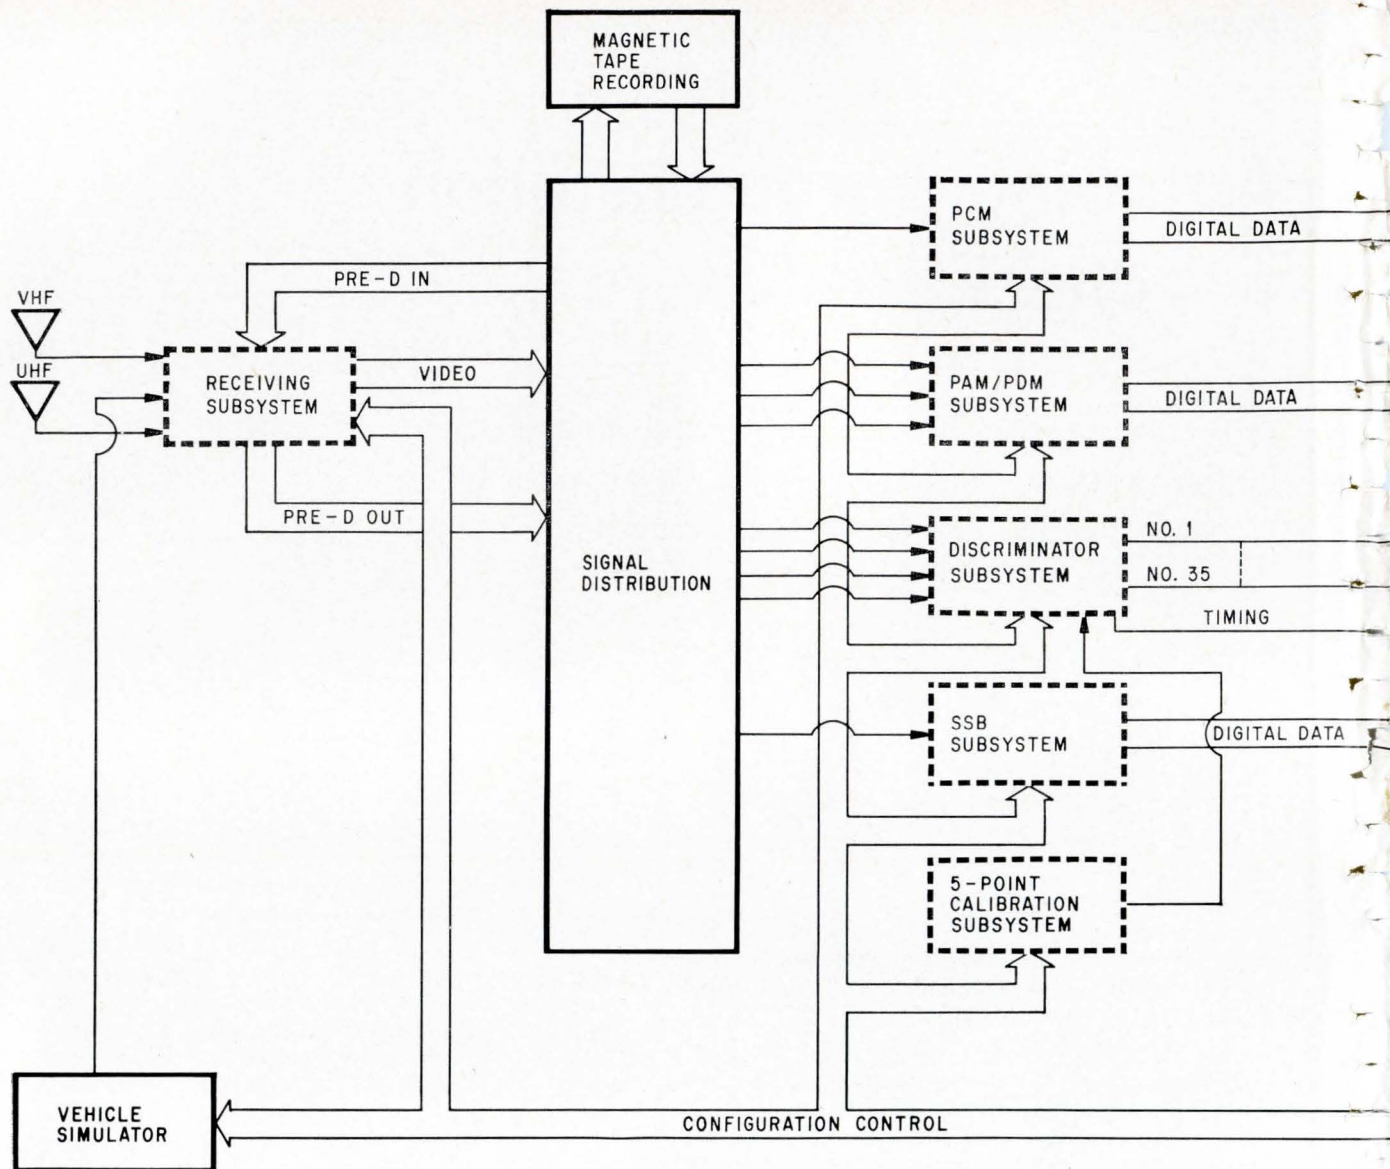 MAGNETIC
TAPE
RECORDING
PCM
SUBSYSTEM
DIGITAL DATA
PRE-D IN
VHF
UHF
RECEIVING
SUBSYSTEM
VIDEO
PAM/PDM
SUBSYSTEM
DIGITAL DATA
PRE-D OUT
SIGNAL
DISTRIBUTION
DISCRIMINATOR
SUBSYSTEM
NO. 1
NO. 35
TIMING
SSB
SUBSYSTEM
DIGITAL DATA
5-POINT
CALIBRATION
SUBSYSTEM
VEHICLE
SIMULATOR
CONFIGURATION CONTROL